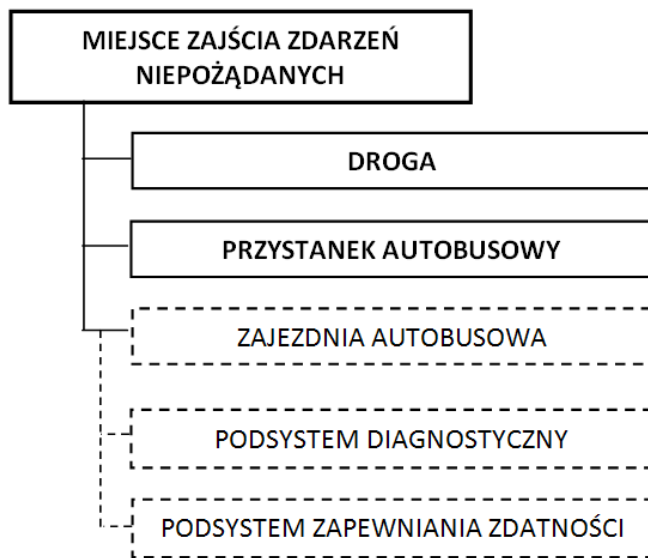 MIEJSCE ZAJŚCIA ZDARZEŃ
NIEPOŻĄDANYCH
DROGA
PRZYSTANEK AUTOBUSOWY
ZAJEZDNIA AUTOBUSOWA
PODSYSTEM DIAGNOSTYCZNY
PODSYSTEM ZAPEWNIANIA ZDATNOŚCI